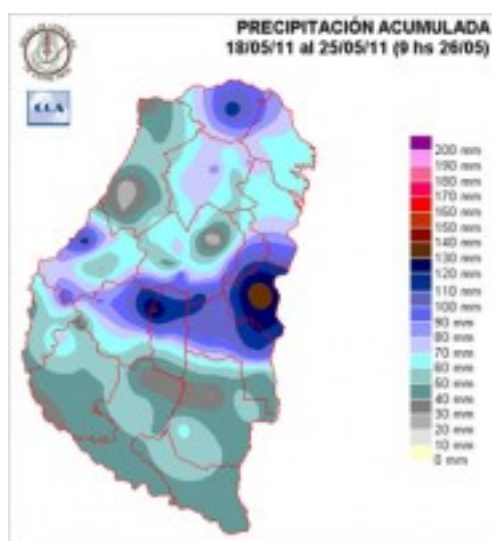 PRECIPITACIÓN ACUMULADA
18/05/11 al 25/05/11 (9 hs 26/05)
200 mm
190 mm
180 mm
170 mm
160 mm
150 mm
140 mm
130 mm
120 mm
110 mm
100 mm
90 mm
80 mm
70 mm
60 mm
50 mm
40 mm
30 mm
20 mm
10 mm
0 mm